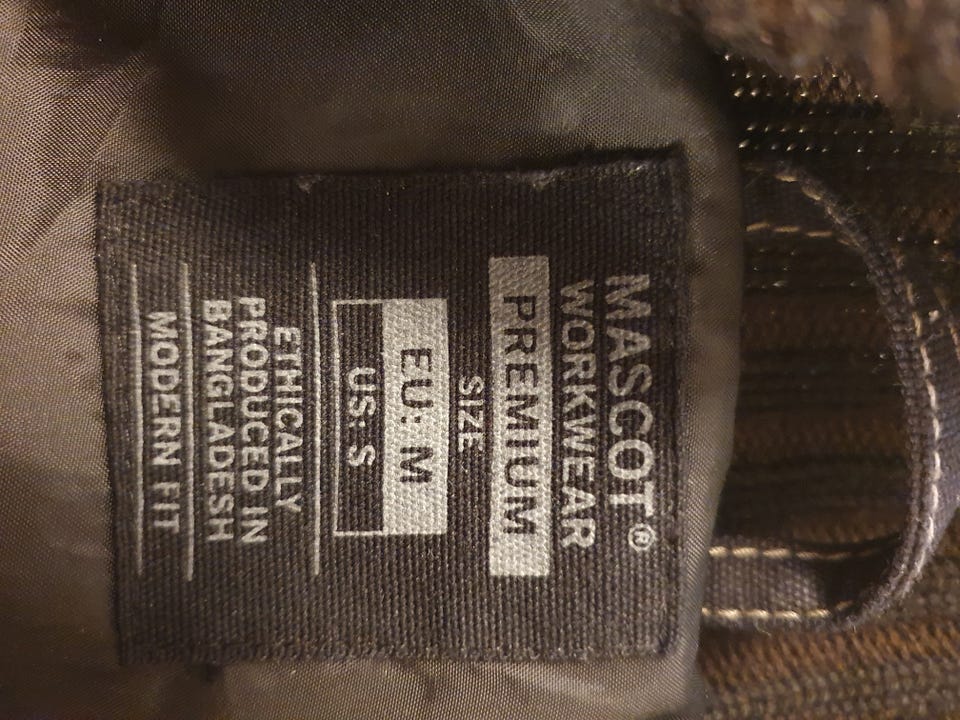 MASCOT®
WORKWEAR
PREMIUM
SIZE
EU: M
US: S
ETHICALLY
PRODUCED IN
BANGLADESH
MODERN FIT